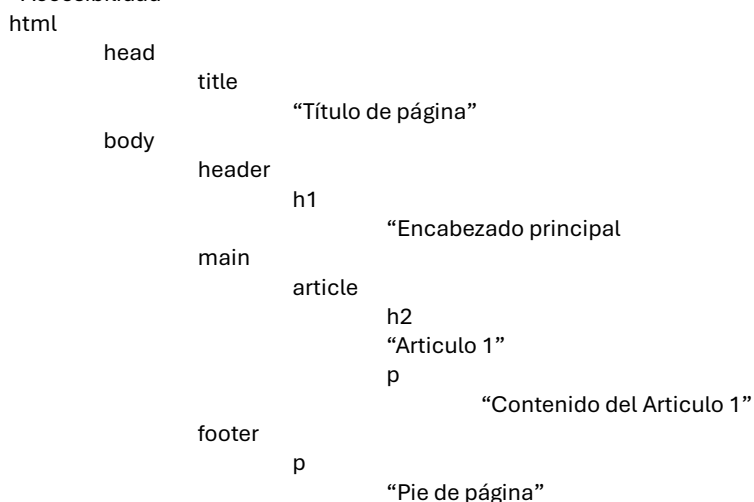 html
head
title
“Título de página”
body
header
h1
“Encabezado principal
main
article
h2
“Articulo 1”
p
“Contenido del Articulo 1”
footer
p
“Pie de página”